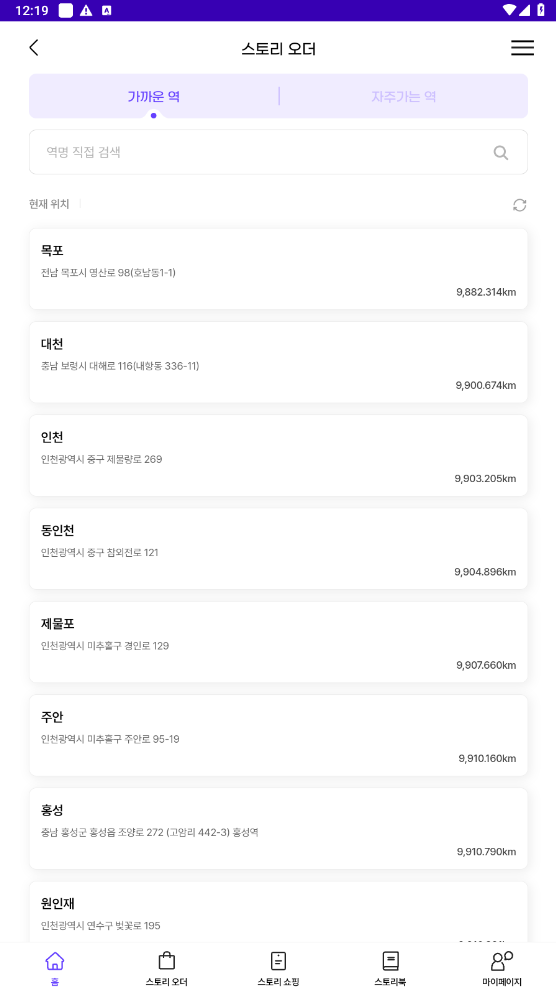 12:19
스토리 오더
가까운 역
자주가는 역
역명 직접 검색
현재 위치
목포
전남 목포시 영산로 98(호남동1-1)
9,882.314km
대천
충남 보령시 대해로 116(내항동 336-11)
9,900.674km
인천
인천광역시 중구 제물량로 269
9,903.205km
동인천
인천광역시 중구 참외전로 121
9,904.896km
제물포
인천광역시 미추홀구 경인로 129
9,907.660km
주안
인천광역시 미추홀구 주안로 95-19
9,910.160km
홍성
충남 홍성군 홍성읍 조양로 272 (고암리 442-3) 홍성역
9,910.790km
원인재
인천광역시 연수구 벚꽃로 195
홈
스토리 오더
스토리 쇼핑
스토리북
마이페이지